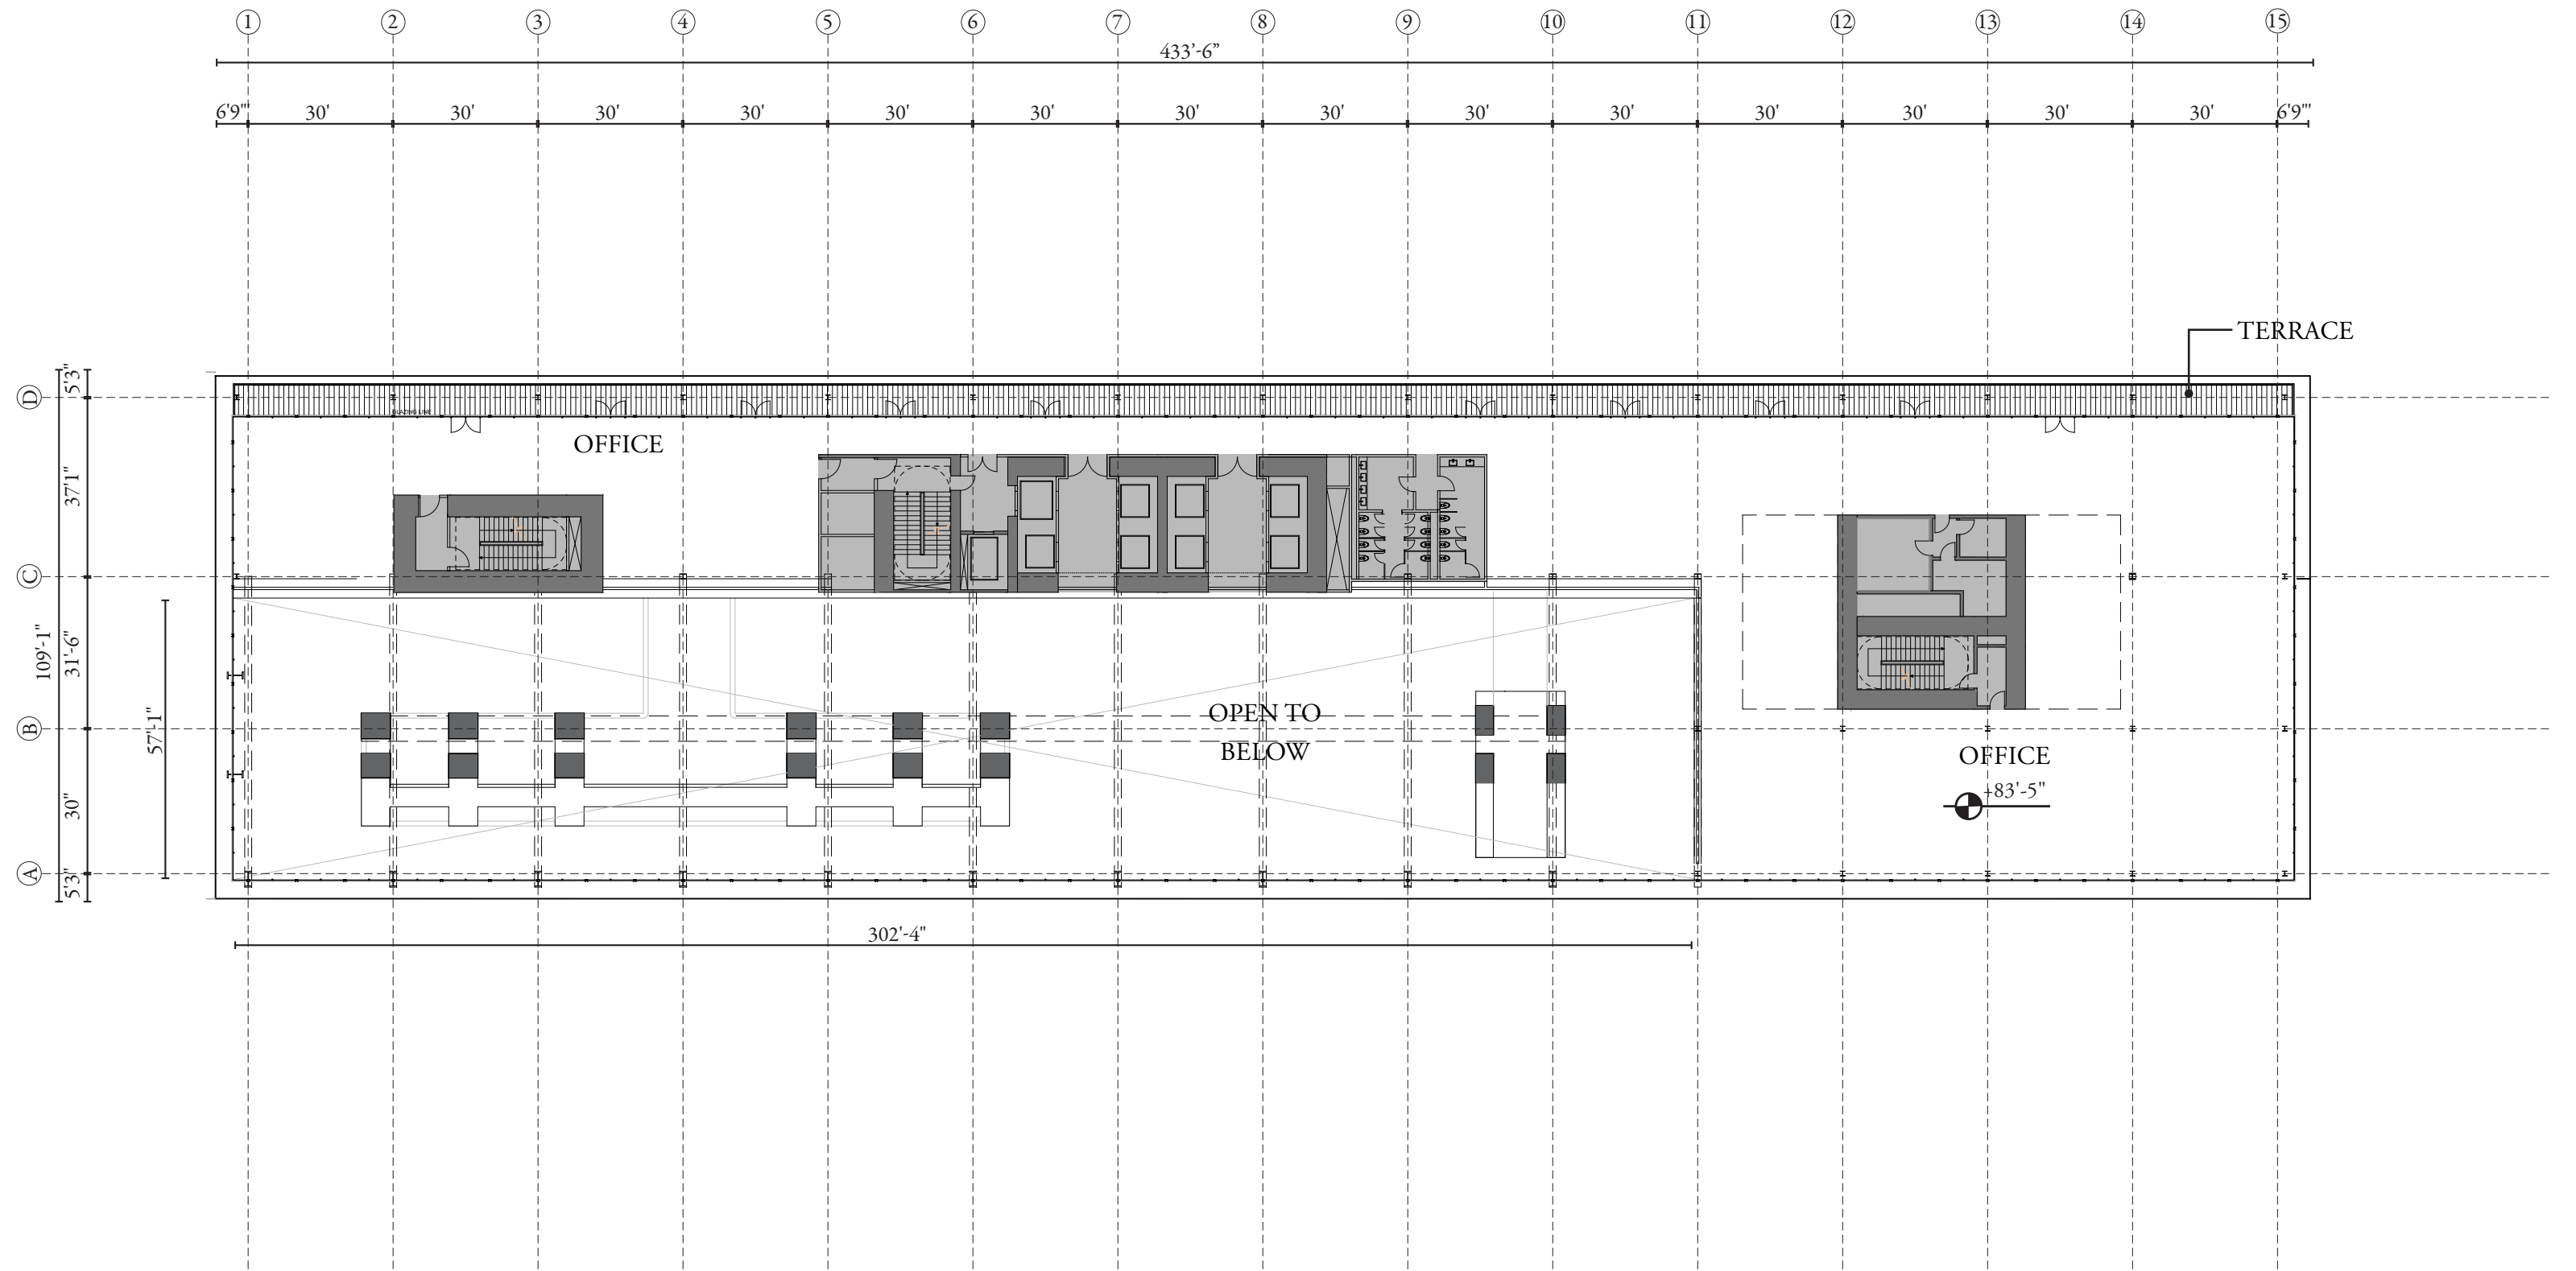 1 2 3 4 5 6 7 8 9 10 11 12 13 14 15
433'-6”
6'9"' 30' 30' 30' 30' 30' 30' 30' 30' 30' 30' 30' 30' 30' 30' 6'9"'
TERRACE
5'3"
D
GLAZING LINE
OFFICE
37'1"
C
109'-1"
31'-6"
57'-1"
OPEN TO
BELOW
B
OFFICE
+83'-5"
30"
A
5'3"
302'-4"